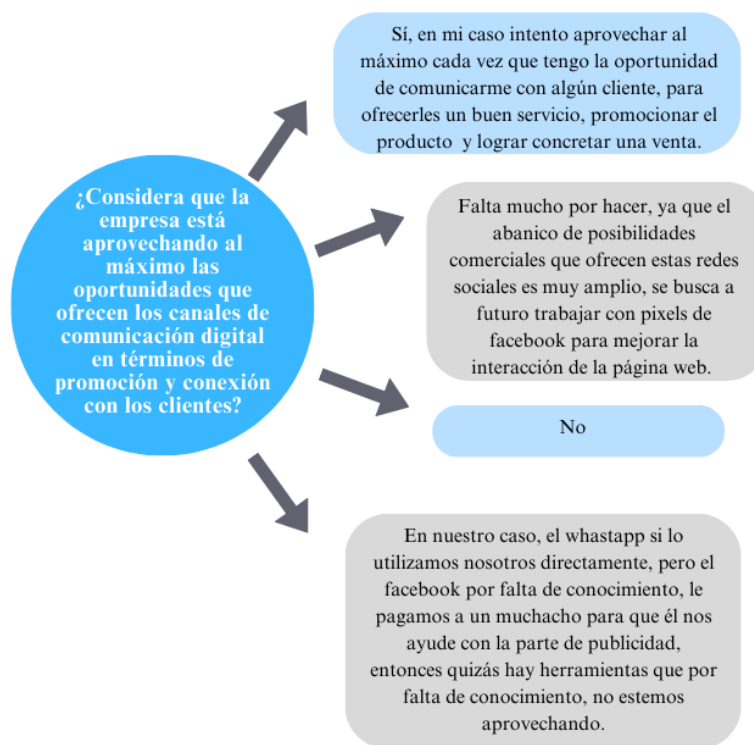 ¿Considera que la
empresa está
aprovechando al
máximo las
oportunidades que
ofrecen los canales de
comunicación digital
en términos de
promoción y conexión
con los clientes?
Sí, en mi caso intento aprovechar al
máximo cada vez que tengo la oportunidad
de comunicarme con algún cliente, para
ofrecerles un buen servicio, promocionar el
producto y lograr concretar una venta.
Falta mucho por hacer, ya que el
abanico de posibilidades
comerciales que ofrecen estas redes
sociales es muy amplio, se busca a
futuro trabajar con pixels de
facebook para mejorar la
interacción de la página web.
No
En nuestro caso, el whastapp si lo
utilizamos nosotros directamente, pero el
facebook por falta de conocimiento, le
pagamos a un muchacho para que él nos
ayude con la parte de publicidad,
entonces quizás hay herramientas que por
falta de conocimiento, no estemos
aprovechando.